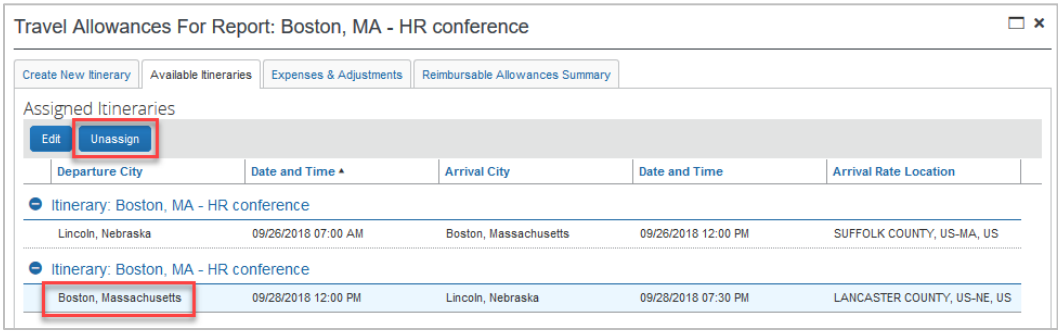 Travel Allowances For Report: Boston, MA - HR conference
Create New Itinerary Available Itineraries Expenses & Adjustments Reimbursable Allowances Summary
Assigned Itineraries
Edit Unassign
Departure City Date and Time Arrival City Date and Time Arrival Rate Location
Itinerary: Boston, MA - HR conference
Lincoln, Nebraska 09/26/2018 07:00 AM Boston, Massachusetts 09/26/2018 12:00 PM SUFFOLK COUNTY, US-MA, US
Itinerary: Boston, MA - HR conference
Boston, Massachusetts 09/28/2018 12:00 PM Lincoln, Nebraska 09/28/2018 07:30 PM LANCASTER COUNTY, US-NE, US